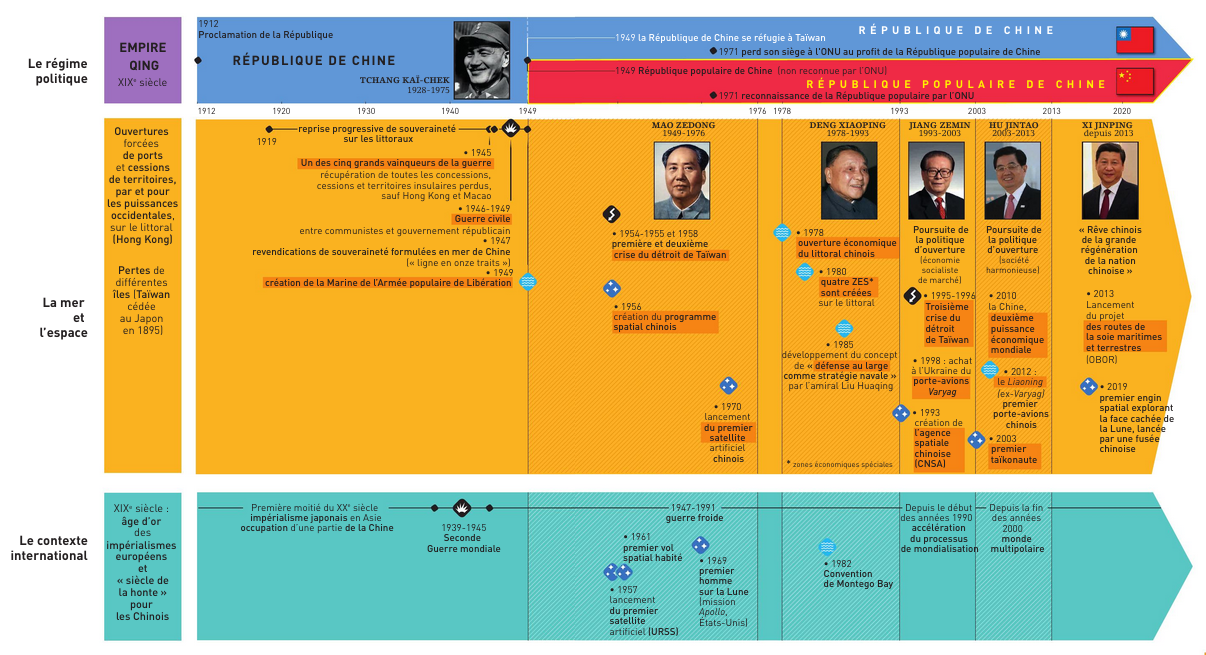 Le régime
politique
EMPIRE
QING
XIXe siècle
1912
Proclamation de la République
RÉPUBLIQUE DE CHINE
TCHANG KAÏ-CHEK
1928-1975
1949 la République de Chine se réfugie à Taïwan
RÉPUBLIQUE DE CHINE
1971 perd son siège à l'ONU au profit de la République populaire de Chine
1949 République populaire de Chine (non reconnue par l'ONU)
RÉPUBLIQUE POPULAIRE DE CHINE
1971 reconnaissance de la République populaire par l'ONU
1912 1920 1930 1940 1949 1976 1978 1993 2003 2013 2020
La mer
et
l'espace
Ouvertures
forcées
de ports
et cessions
de territoires,
par et pour
les puissances
occidentales,
sur le littoral
(Hong Kong)
Pertes de
différentes
îles (Taïwan
cédée
au Japon
en 1895)
reprise progressive de souveraineté
sur les littoraux
1919
• 1945
Un des cinq grands vainqueurs de la guerre
récupération de toutes les concessions,
cessions et territoires insulaires perdus,
sauf Hong Kong et Macao
• 1946-1949
Guerre civile
entre communistes et gouvernement républicain
• 1947
revendications de souveraineté formulées en mer de Chine
(« ligne en onze traits »)
• 1949
création de la Marine de l'Armée populaire de Libération
MAO ZEDONG
1949-1976
• 1954-1955 et 1958
première et deuxième
crise du détroit de Taïwan
• 1956
création du programme
spatial chinois
• 1970
lancement
du premier
satellite
artificiel
chinois
DENG XIAOPING
1978-1993
• 1978
ouverture économique
du littoral chinois
• 1980
quatre ZES*
sont créées
sur le littoral
• 1985
développement du concept
de « défense au large
comme stratégie navale »
par l'amiral Liu Huaqing
* zones économiques spéciales
JIANG ZEMIN
1993-2003
Poursuite de
la politique
d'ouverture
(économie
socialiste
de marché)
• 1995-1996
Troisième
crise du
détroit
de Taïwan
• 1998 : achat
à l'Ukraine du
porte-avions
Varyag
• 1993
création de
l'agence
spatiale
chinoise
(CNSA)
HU JINTAO
2003-2013
Poursuite de
la politique
d'ouverture
(société
harmonieuse)
• 2010
la Chine,
deuxième
puissance
économique
mondiale
• 2012 :
le Liaoning
(ex-Varyag)
premier
porte-avions
chinois
• 2003
premier
taïkonaute
XI JINPING
depuis 2013
« Rêve chinois
de la grande
régénération
de la nation
chinoise »
• 2013
Lancement
du projet
des routes de
la soie maritimes
et terrestres
(OBOR)
• 2019
premier engin
spatial explorant
la face cachée de
la Lune, lancée
par une fusée
chinoise
Le contexte
international
XIXe siècle :
âge d'or
des
impérialismes
européens
et
« siècle de
la honte »
pour
les Chinois
Première moitié du XXe siècle
impérialisme japonais en Asie
occupation d'une partie de la Chine
1939-1945
Seconde
Guerre mondiale
1947-1991
guerre froide
• 1961
premier vol
spatial habité
• 1957
lancement
du premier
satellite
artificiel (URSS)
• 1969
premier
homme
sur la Lune
(mission
Apollo,
États-Unis)
• 1982
Convention
de Montego Bay
Depuis le début
des années 1990
accélération
du processus
de mondialisation
Depuis la fin
des années
2000
monde
multipolaire